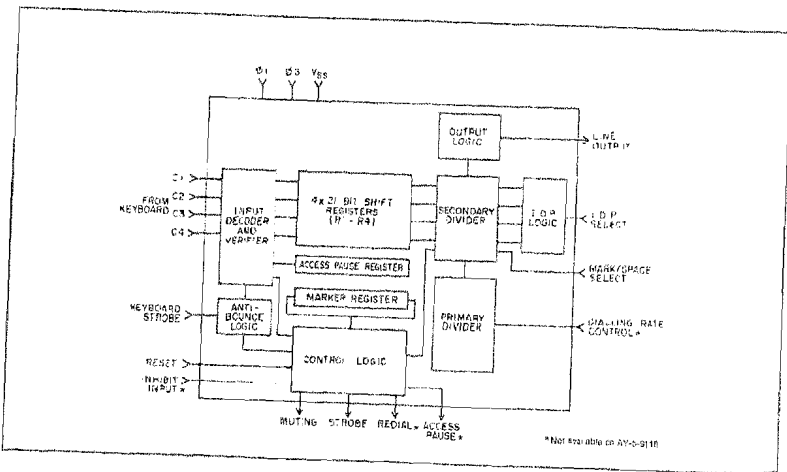 Ø1 Ø3 VSS
OUTPUT
LOGIC
LINE
OUTPUT
C1
C2
FROM
KEYBOARD
C3
C4
INPUT
DECODER
AND
VERIFIER
4 x 21 BIT SHIFT
REGISTERS
(R1 - R4)
SECONDARY
DIVIDER
I.D.P
LOGIC
I.D.P
SELECT
ACCESS PAUSE REGISTER
MARK/SPACE
SELECT
MARKER REGISTER
KEYBOARD
STROBE
ANTI-
BOUNCE
LOGIC
PRIMARY
DIVIDER
DIALLING RATE
CONTROL *
CONTROL LOGIC
RESET
INHIBIT
INPUT *
MUTING STROBE REDIAL * ACCESS
PAUSE *
* Not available on AY-5-9118